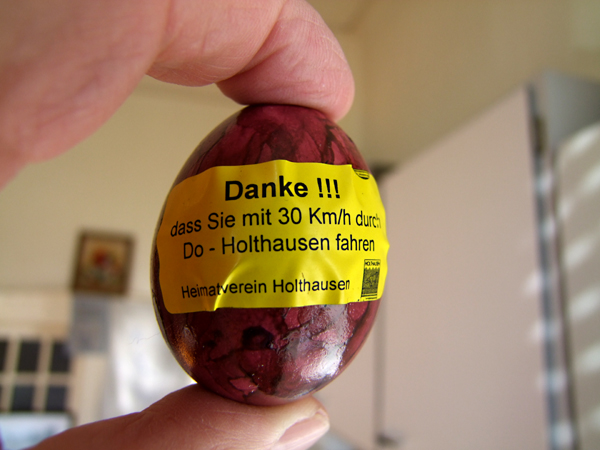 Danke !!!
dass Sie mit 30 Km/h durch
Do - Holthausen fahren
Heimatverein Holthausen